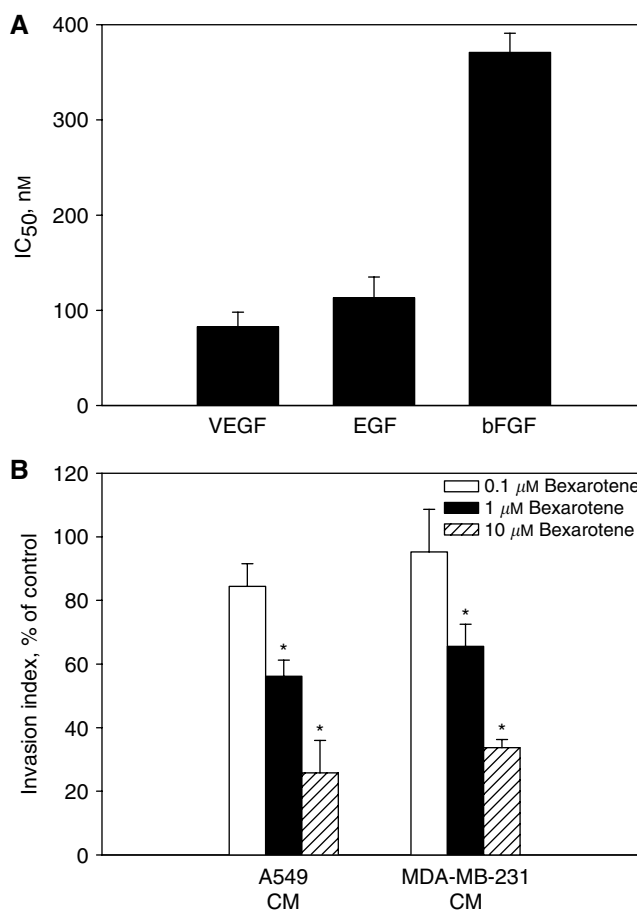 A
400
300
200
100
0
IC50, nM
VEGF EGF bFGF
B
120
100
80
60
40
20
0
Invasion index, % of control
0.1 μM Bexarotene
1 μM Bexarotene
10 μM Bexarotene
* * * *
A549 CM
MDA-MB-231 CM